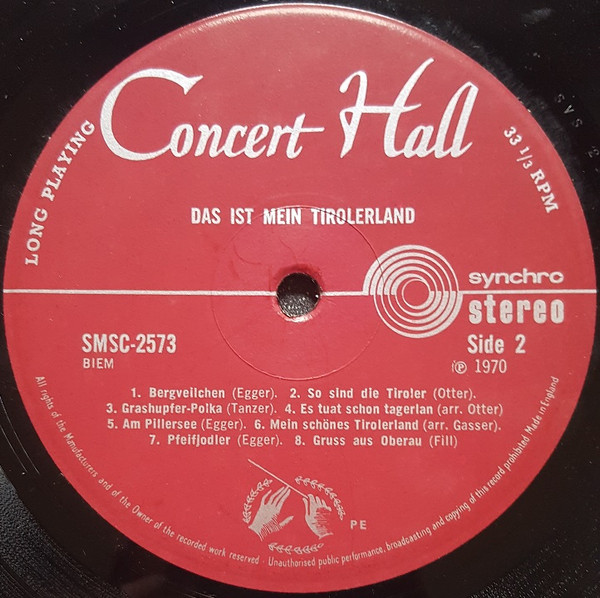 Concert Hall
LONG PLAYING
33 1/3 RPM
DAS IST MEIN TIROLERLAND
synchro
stereo
SMSC-2573
BIEM
Side 2
℗ 1970
1. Bergveilchen (Egger). 2. So sind die Tiroler (Otter).
3. Grashupfer-Polka (Tanzer). 4. Es tuat schon tagerlan (arr. Otter)
5. Am Pillersee (Egger). 6. Mein schönes Tirolerland (arr. Gasser).
7. Pfeifjodler (Egger). 8. Gruss aus Oberau (Fill)
PE
All rights of the Manufacturers and of the Owner of the recorded work reserved · Unauthorised public performance, broadcasting and copying of this record prohibited. Made in England